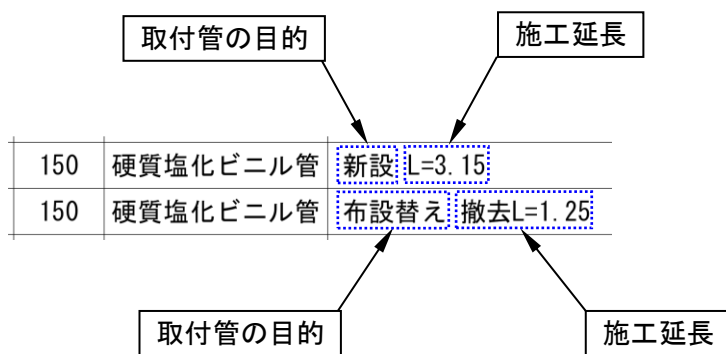 取付管の目的
施工延長
150 硬質塩化ビニル管 新設 L=3.15
150 硬質塩化ビニル管 布設替え 撤去L=1.25
取付管の目的
施工延長